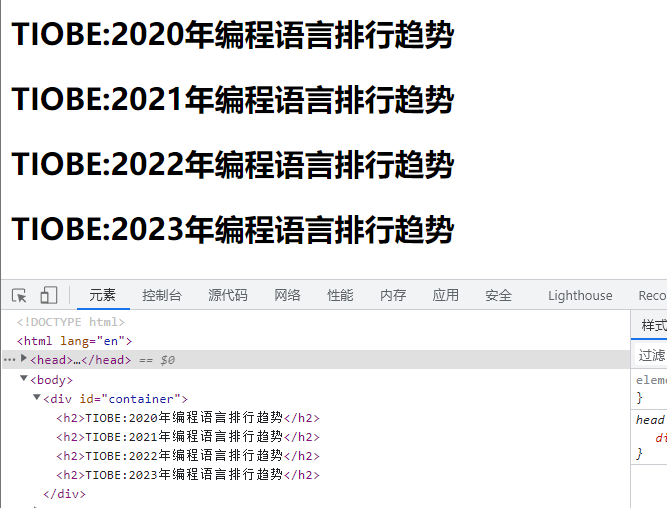 TIOBE:2020年编程语言排行趋势
TIOBE:2021年编程语言排行趋势
TIOBE:2022年编程语言排行趋势
TIOBE:2023年编程语言排行趋势
元素 控制台 源代码 网络 性能 内存 应用 安全 Lighthouse Reco
<!DOCTYPE html>
<html lang="en">
<head>…</head> == $0
<body>
<div id="container">
<h2>TIOBE:2020年编程语言排行趋势</h2>
<h2>TIOBE:2021年编程语言排行趋势</h2>
<h2>TIOBE:2022年编程语言排行趋势</h2>
<h2>TIOBE:2023年编程语言排行趋势</h2>
</div>
样式
过滤
eleme
}
head
di
}